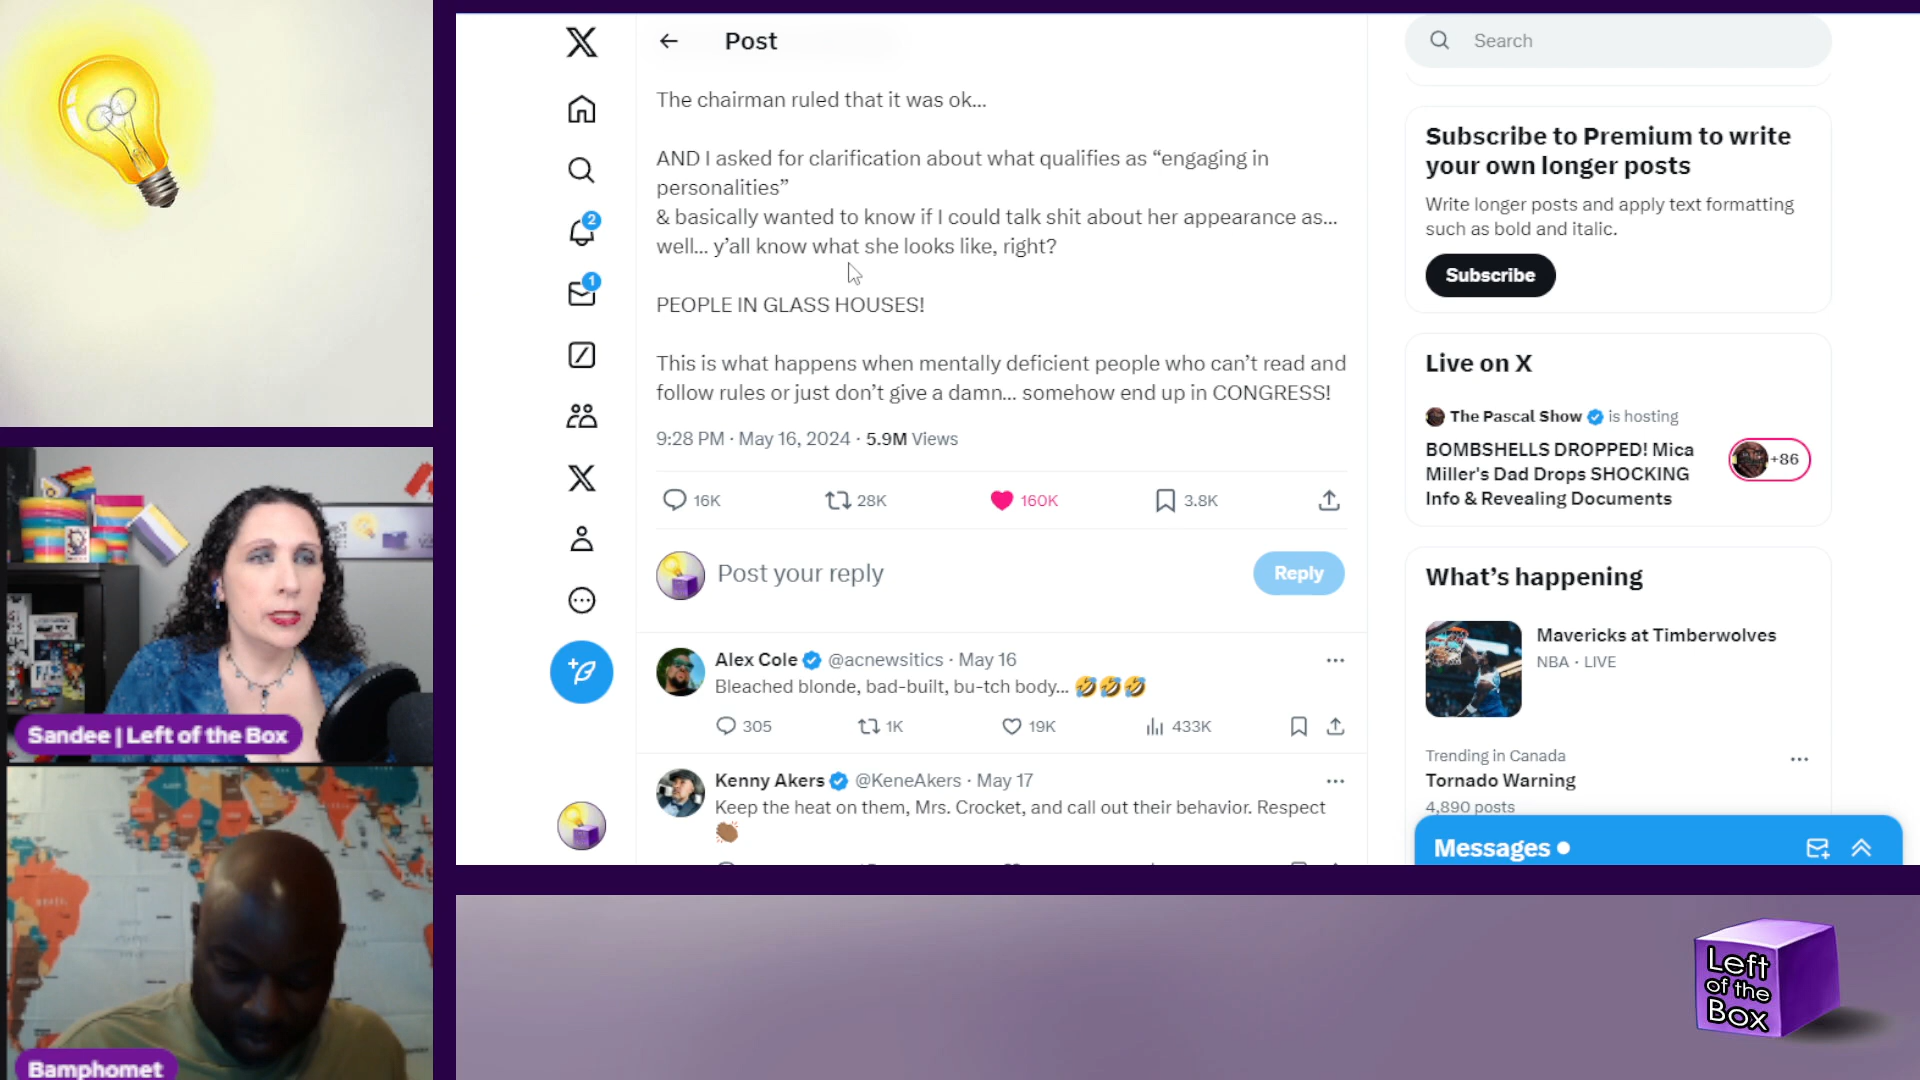 Post
Search
The chairman ruled that it was ok...
AND I asked for clarification about what qualifies as “engaging in
personalities”
& basically wanted to know if I could talk shit about her appearance as...
well... y’all know what she looks like, right?
PEOPLE IN GLASS HOUSES!
This is what happens when mentally deficient people who can’t read and
follow rules or just don’t give a damn... somehow end up in CONGRESS!
9:28 PM · May 16, 2024 · 5.9M Views
16K 28K 160K 3.8K
Post your reply
Reply
Alex Cole @acnewsitics · May 16
Bleached blonde, bad-built, bu-tch body... 🤣🤣🤣
305 1K 19K 433K
Kenny Akers @KeneAkers · May 17
Keep the heat on them, Mrs. Crocket, and call out their behavior. Respect
👏🏾
2
1
Subscribe to Premium to write
your own longer posts
Write longer posts and apply text formatting
such as bold and italic.
Subscribe
Live on X
The Pascal Show is hosting
BOMBSHELLS DROPPED! Mica
Miller's Dad Drops SHOCKING
Info & Revealing Documents
+86
What’s happening
Mavericks at Timberwolves
NBA · LIVE
Trending in Canada
Tornado Warning
4,890 posts
Messages
Sandee | Left of the Box
Bamphomet
Left
of the
Box